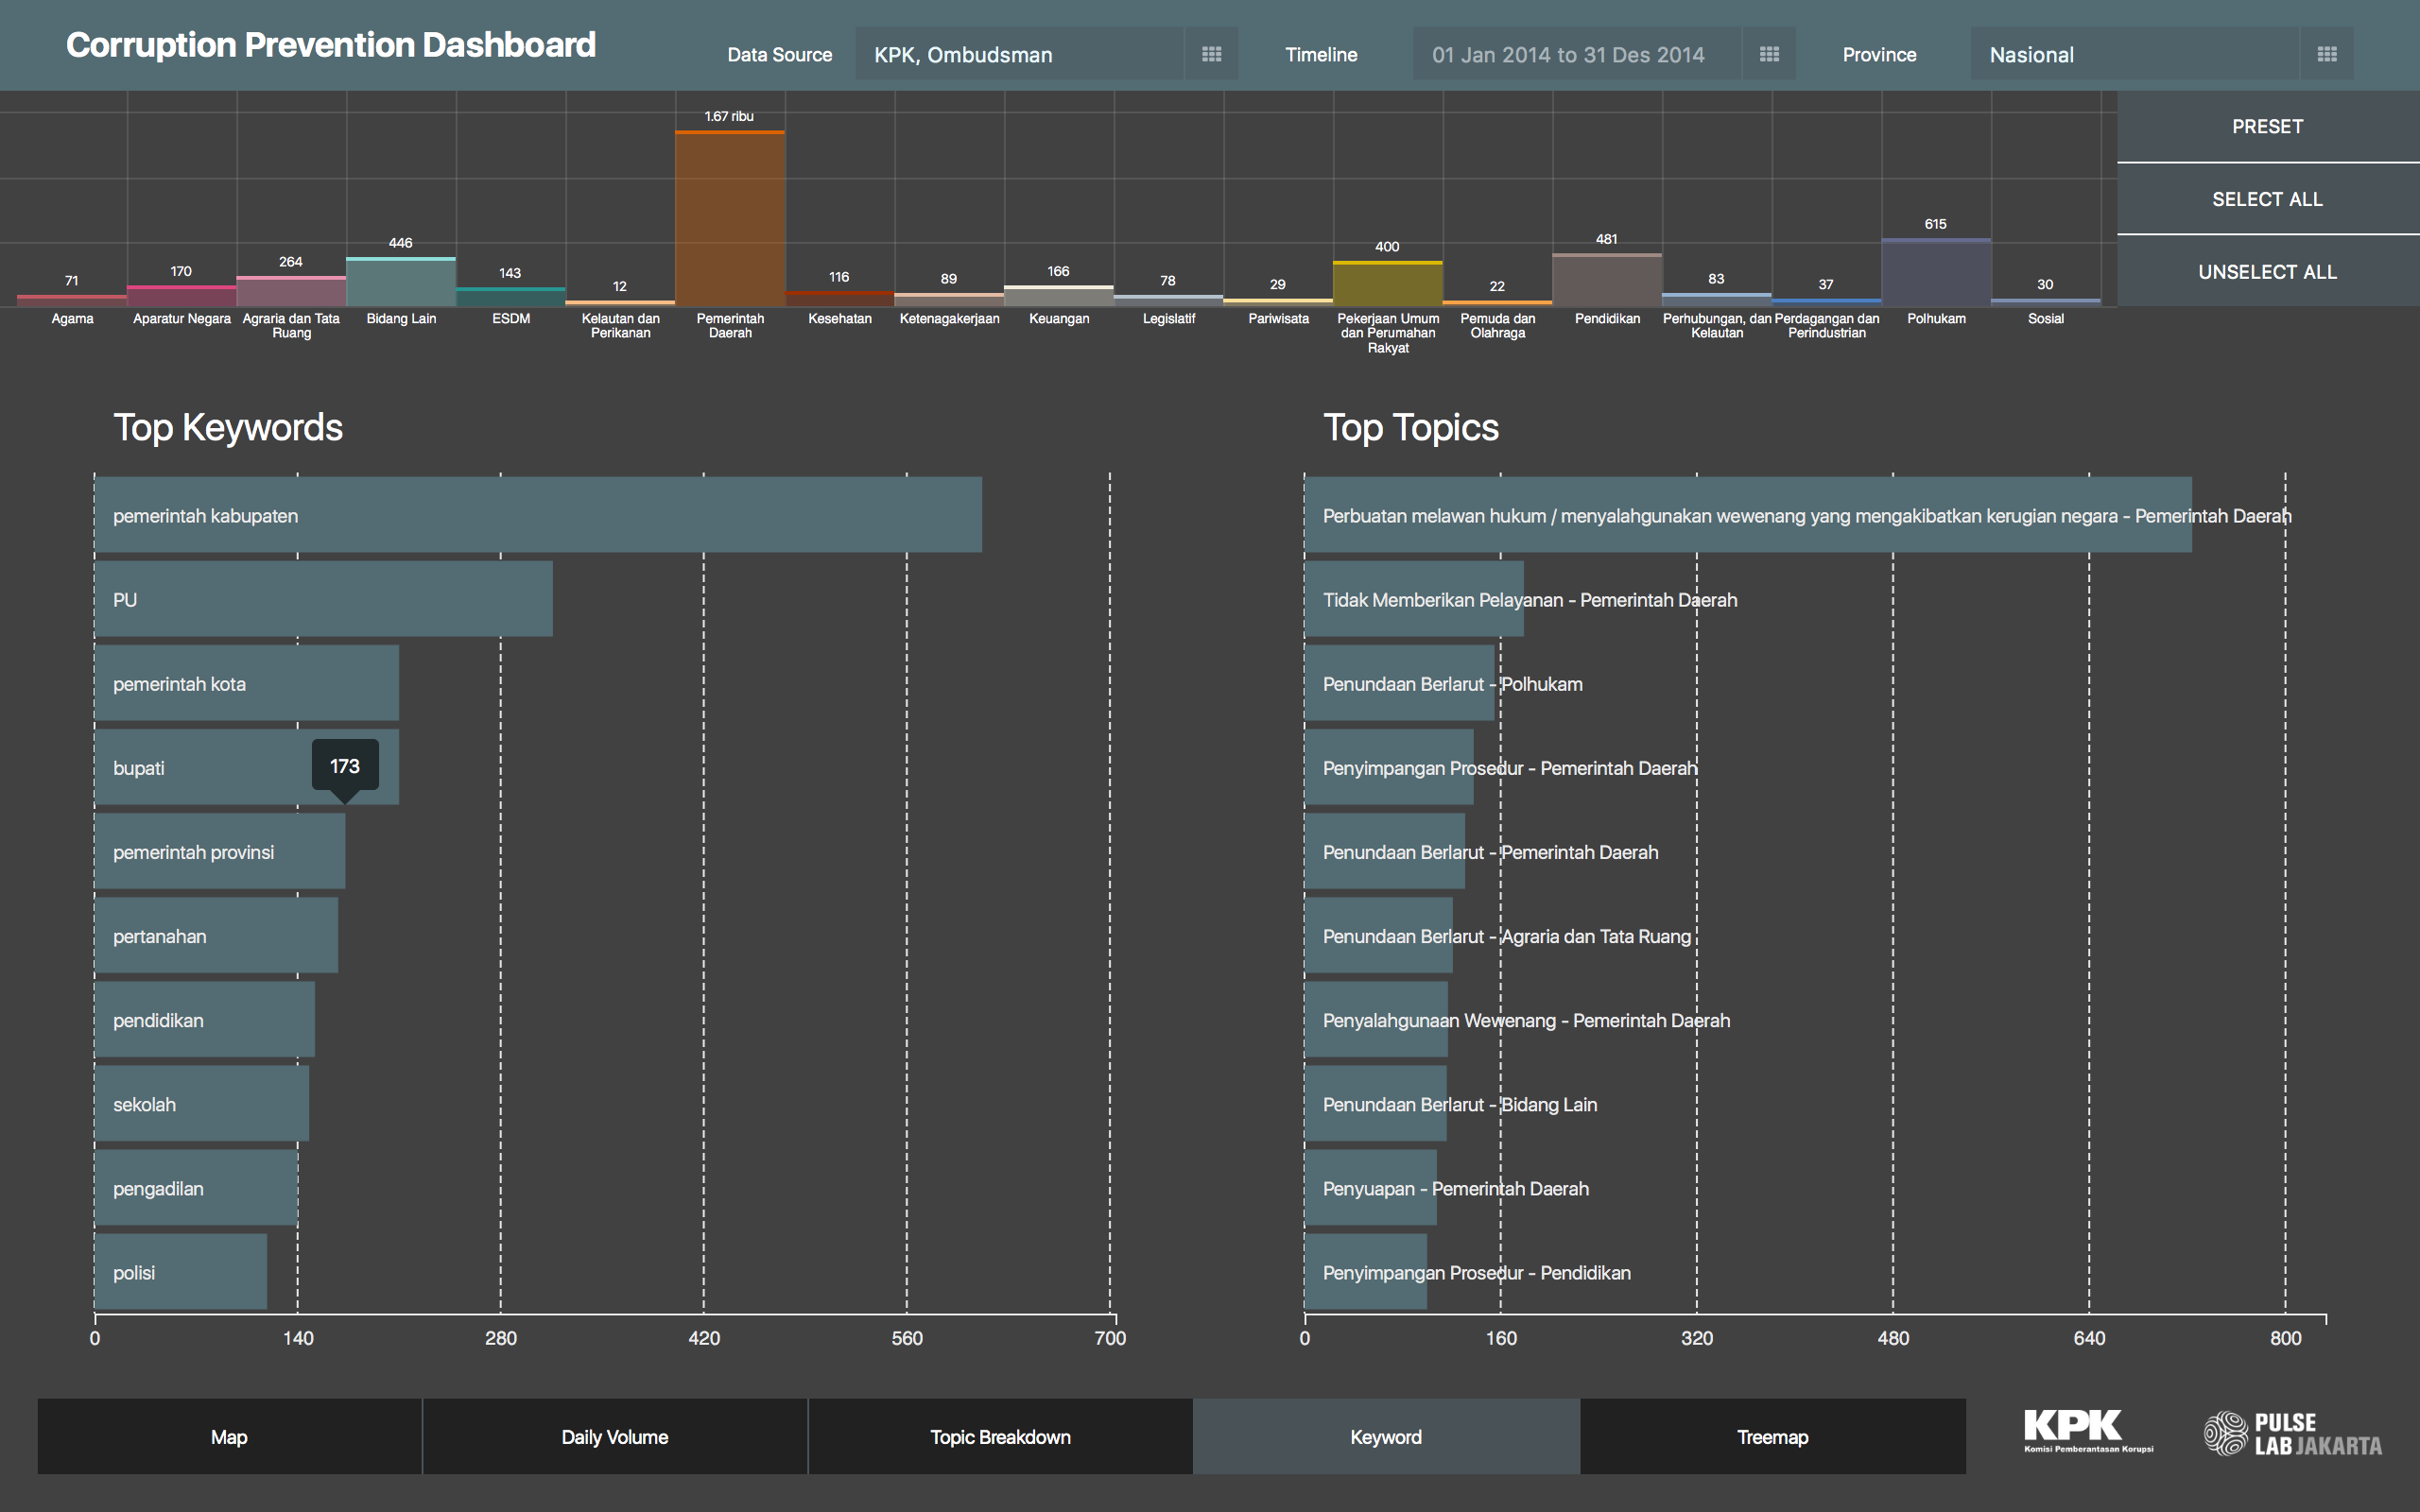 Corruption Prevention Dashboard
Data Source
KPK, Ombudsman
Timeline
01 Jan 2014 to 31 Des 2014
Province
Nasional
PRESET
SELECT ALL
UNSELECT ALL
71
170
264
446
143
12
1.67 ribu
116
89
166
78
29
400
22
481
83
37
615
30
Agama
Aparatur Negara
Agraria dan Tata
Ruang
Bidang Lain
ESDM
Kelautan dan
Perikanan
Pemerintah
Daerah
Kesehatan
Ketenagakerjaan
Keuangan
Legislatif
Pariwisata
Pekerjaan Umum
dan Perumahan
Rakyat
Pemuda dan
Olahraga
Pendidikan
Perhubungan, dan
Kelautan
Perdagangan dan
Perindustrian
Polhukam
Sosial
Top Keywords
pemerintah kabupaten
PU
pemerintah kota
bupati
173
pemerintah provinsi
pertanahan
pendidikan
sekolah
pengadilan
polisi
0 140 280 420 560 700
Top Topics
Perbuatan melawan hukum / menyalahgunakan wewenang yang mengakibatkan kerugian negara - Pemerintah Daerah
Tidak Memberikan Pelayanan - Pemerintah Daerah
Penundaan Berlarut - Polhukam
Penyimpangan Prosedur - Pemerintah Daerah
Penundaan Berlarut - Pemerintah Daerah
Penundaan Berlarut - Agraria dan Tata Ruang
Penyalahgunaan Wewenang - Pemerintah Daerah
Penundaan Berlarut - Bidang Lain
Penyuapan - Pemerintah Daerah
Penyimpangan Prosedur - Pendidikan
0 160 320 480 640 800
Map
Daily Volume
Topic Breakdown
Keyword
Treemap
KPK
Komisi Pemberantasan Korupsi
PULSE
LAB JAKARTA